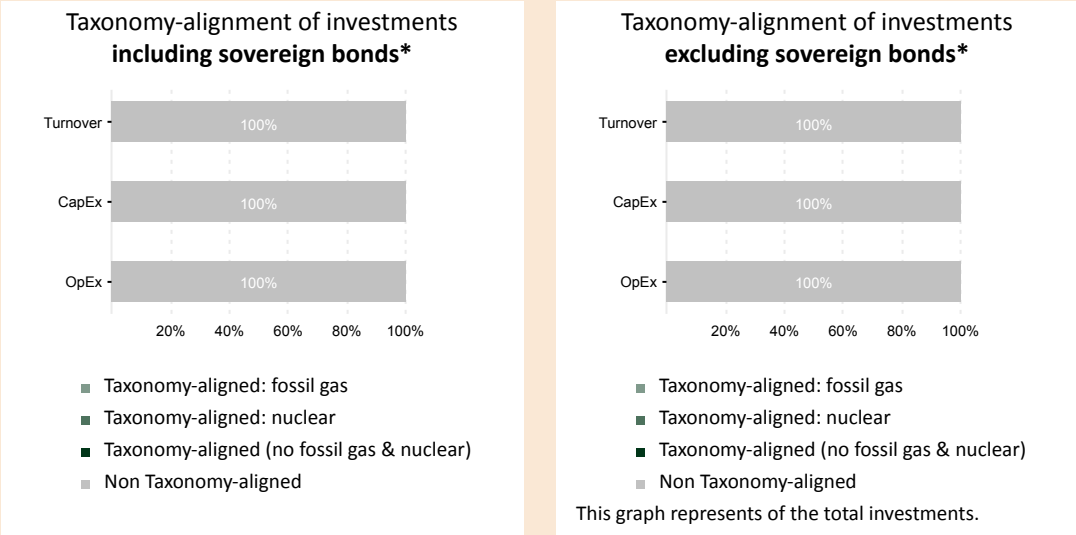 Taxonomy-alignment of investments
including sovereign bonds*
Turnover
100%
CapEx
100%
OpEx
100%
20% 40% 60% 80% 100%
Taxonomy-aligned: fossil gas
Taxonomy-aligned: nuclear
Taxonomy-aligned (no fossil gas & nuclear)
Non Taxonomy-aligned
Taxonomy-alignment of investments
excluding sovereign bonds*
Turnover
100%
CapEx
100%
OpEx
100%
20% 40% 60% 80% 100%
Taxonomy-aligned: fossil gas
Taxonomy-aligned: nuclear
Taxonomy-aligned (no fossil gas & nuclear)
Non Taxonomy-aligned
This graph represents of the total investments.